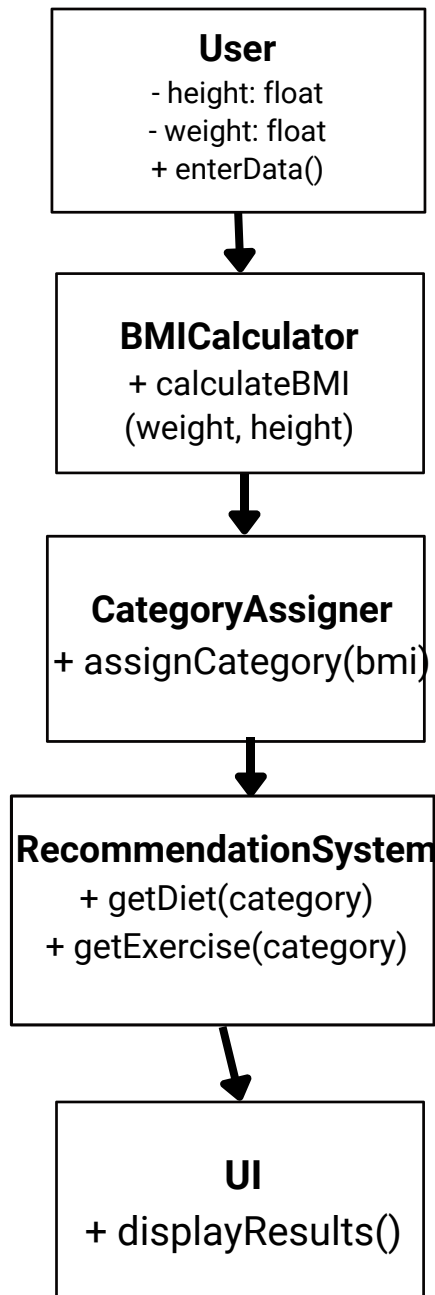 User
- height: float
- weight: float
+ enterData()
BMICalculator
+ calculateBMI
(weight, height)
CategoryAssigner
+ assignCategory(bmi)
RecommendationSystem
+ getDiet(category)
+ getExercise(category)
UI
+ displayResults()